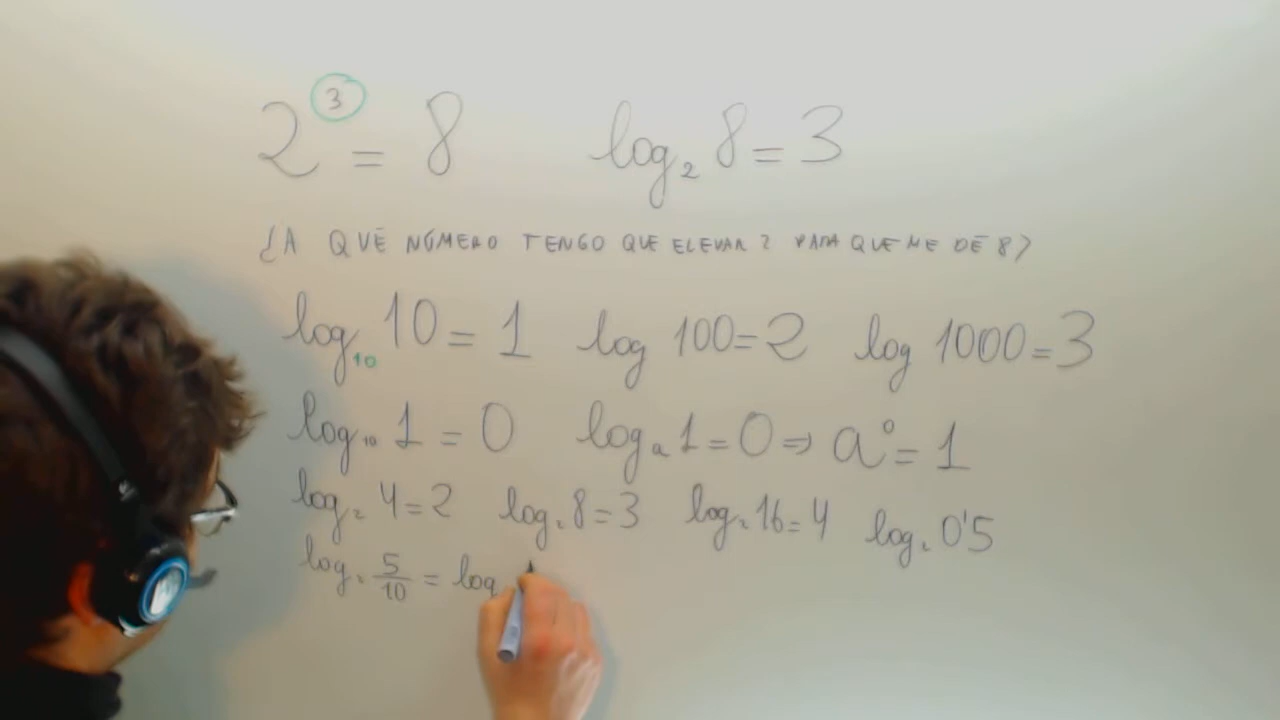 2³ = 8 log₂ 8 = 3
¿A QUÉ NÚMERO TENGO QUE ELEVAR 2 PARA QUE ME DÉ 8?
log₁₀ 10 = 1 log 100 = 2 log 1000 = 3
log₁₀ 1 = 0 logₐ 1 = 0 ⇒ a⁰ = 1
log₂ 4 = 2 log₂ 8 = 3 log₂ 16 = 4 log₂ 0'5
log₂ 5/10 = log